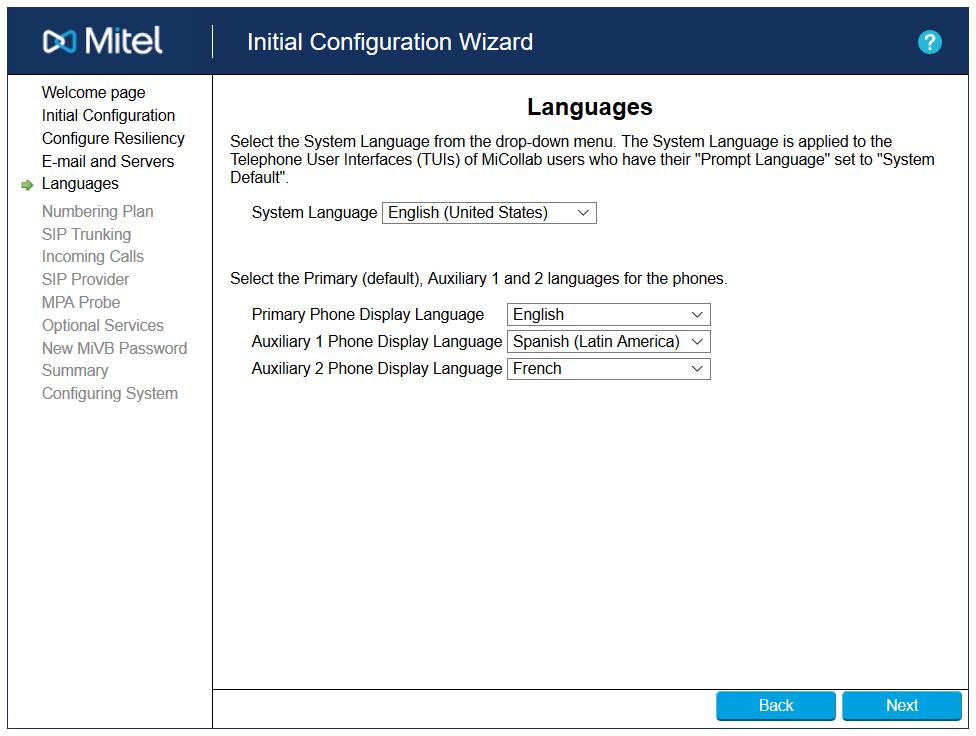 Mitel
Initial Configuration Wizard
?
Welcome page
Initial Configuration
Configure Resiliency
E-mail and Servers
Languages
Numbering Plan
SIP Trunking
Incoming Calls
SIP Provider
MPA Probe
Optional Services
New MiVB Password
Summary
Configuring System
Languages
Select the System Language from the drop-down menu. The System Language is applied to the
Telephone User Interfaces (TUIs) of MiCollab users who have their "Prompt Language" set to "System
Default".
System Language English (United States)
Select the Primary (default), Auxiliary 1 and 2 languages for the phones.
Primary Phone Display Language English
Auxiliary 1 Phone Display Language Spanish (Latin America)
Auxiliary 2 Phone Display Language French
Back Next